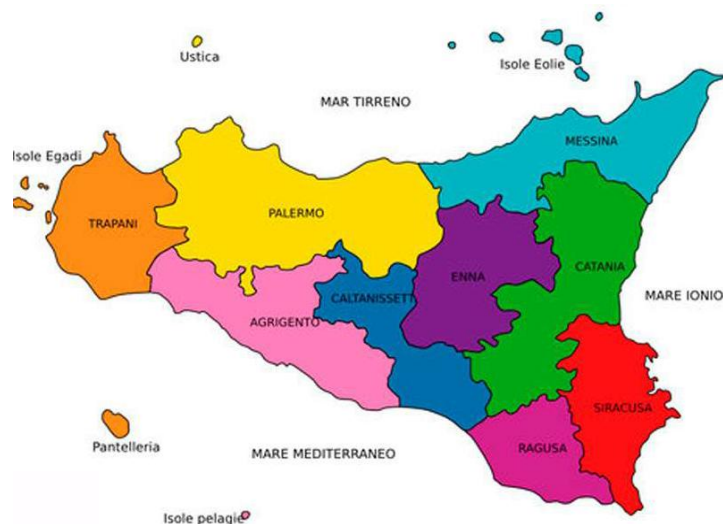 Ustica
Isole Eolie
MAR TIRRENO
MESSINA
Isole Egadi
PALERMO
TRAPANI
ENNA
CATANIA
MARE IONIO
CALTANISSETT
AGRIGENTO
SIRACUSA
Pantelleria
MARE MEDITERRANEO
RAGUSA
Isole pelagie